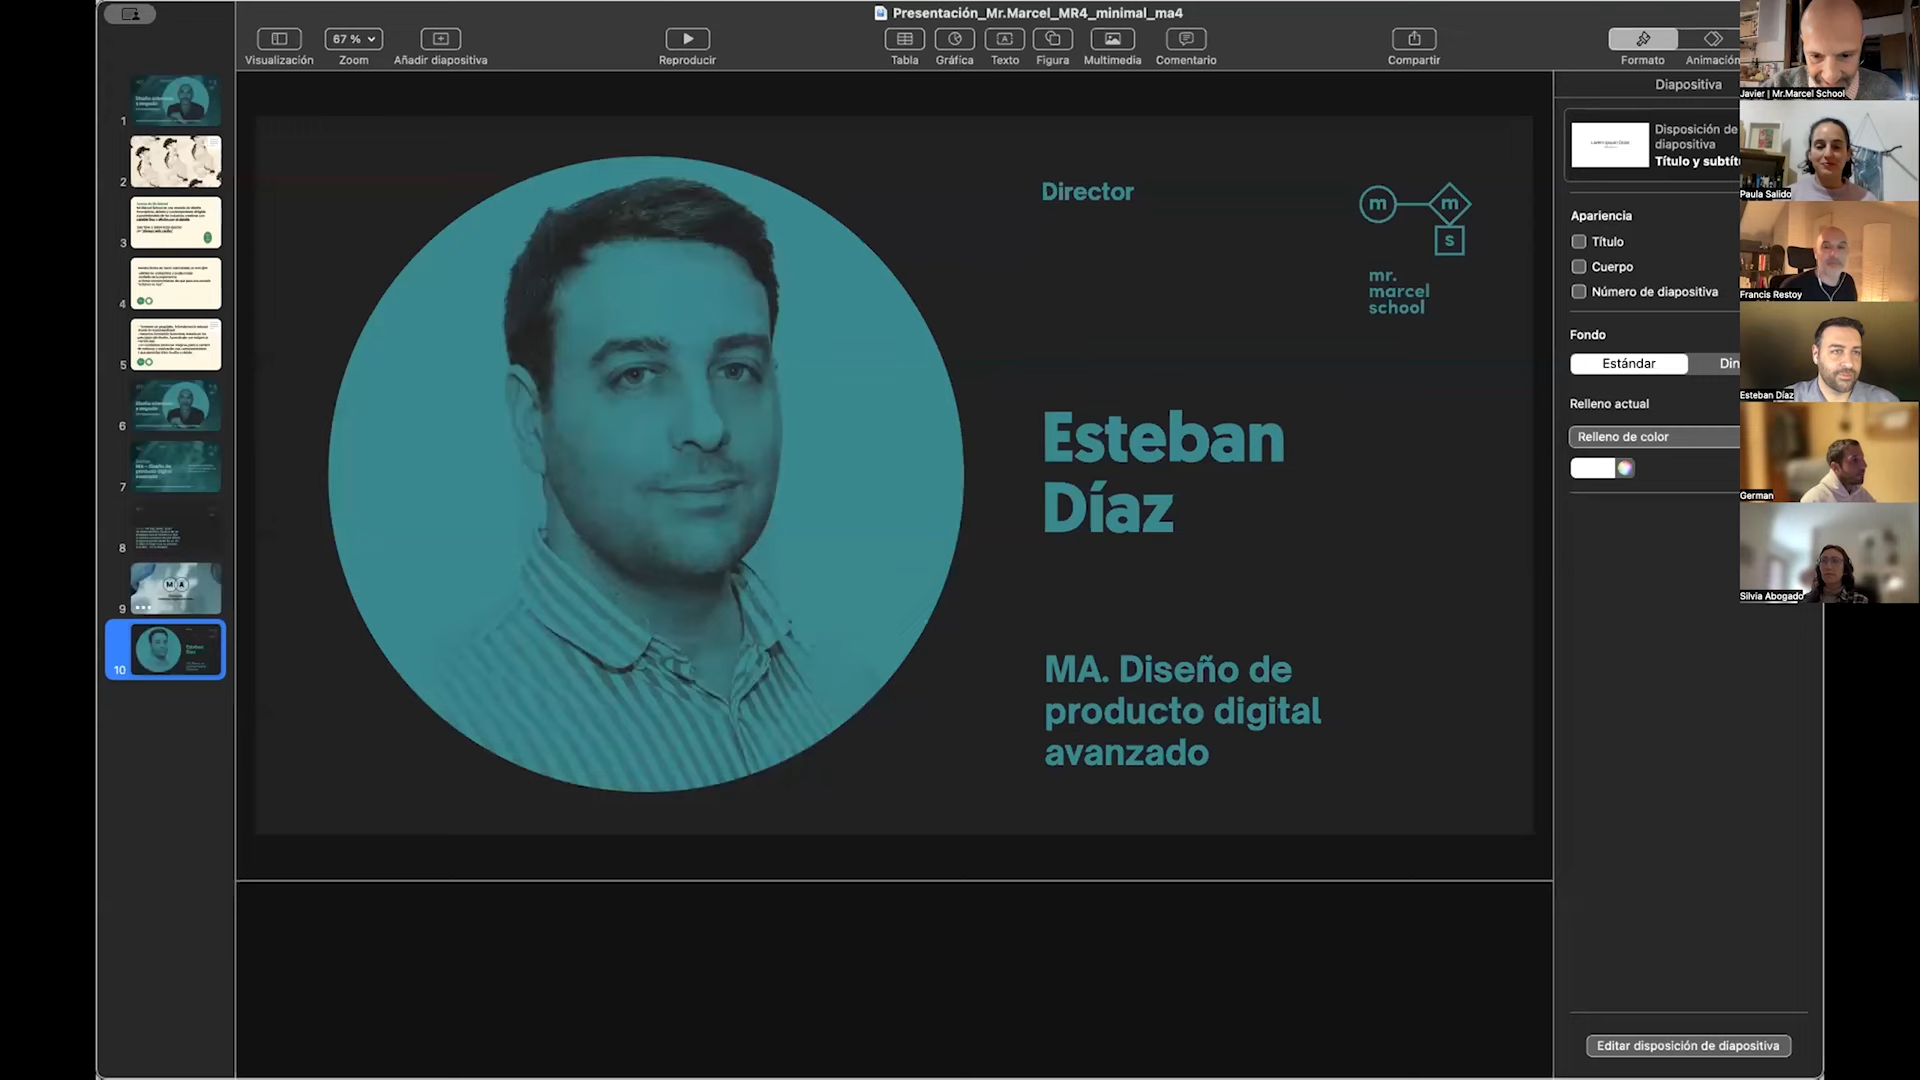 Presentación_Mr.Marcel_MR4_minimal_ma4
67 %
Visualización
Zoom
Añadir diapositiva
Reproducir
Tabla
Gráfica
Texto
Figura
Multimedia
Comentario
Compartir
Formato
Animación
Diapositiva
1
2
3
4
5
6
7
8
9
10
Director
m
m
s
mr.
marcel
school
Esteban
Díaz
MA. Diseño de
producto digital
avanzado
Disposición de
diapositiva
Título y subtít
Apariencia
Título
Cuerpo
Número de diapositiva
Fondo
Estándar
Din
Relleno actual
Relleno de color
Editar disposición de diapositiva
Javier | Mr.Marcel School
Paula Salido
Francis Restoy
Esteban Díaz
German
Silvia Abogado